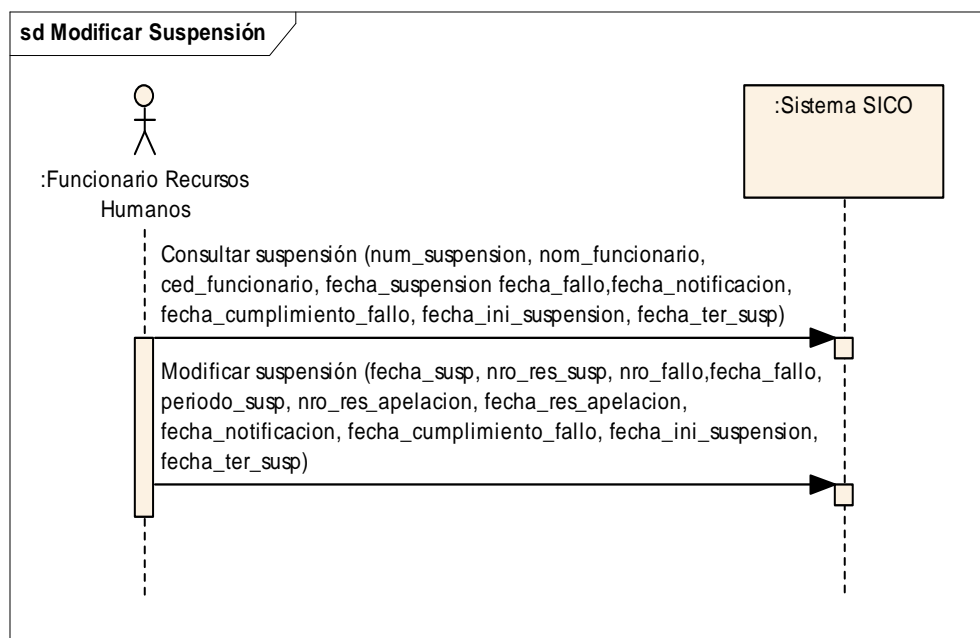 sd Modificar Suspensión
:Funcionario Recursos
Humanos
:Sistema SICO
Consultar suspensión (num_suspension, nom_funcionario,
ced_funcionario, fecha_suspension fecha_fallo,fecha_notificacion,
fecha_cumplimiento_fallo, fecha_ini_suspension, fecha_ter_susp)
Modificar suspensión (fecha_susp, nro_res_susp, nro_fallo,fecha_fallo,
periodo_susp, nro_res_apelacion, fecha_res_apelacion,
fecha_notificacion, fecha_cumplimiento_fallo, fecha_ini_suspension,
fecha_ter_susp)